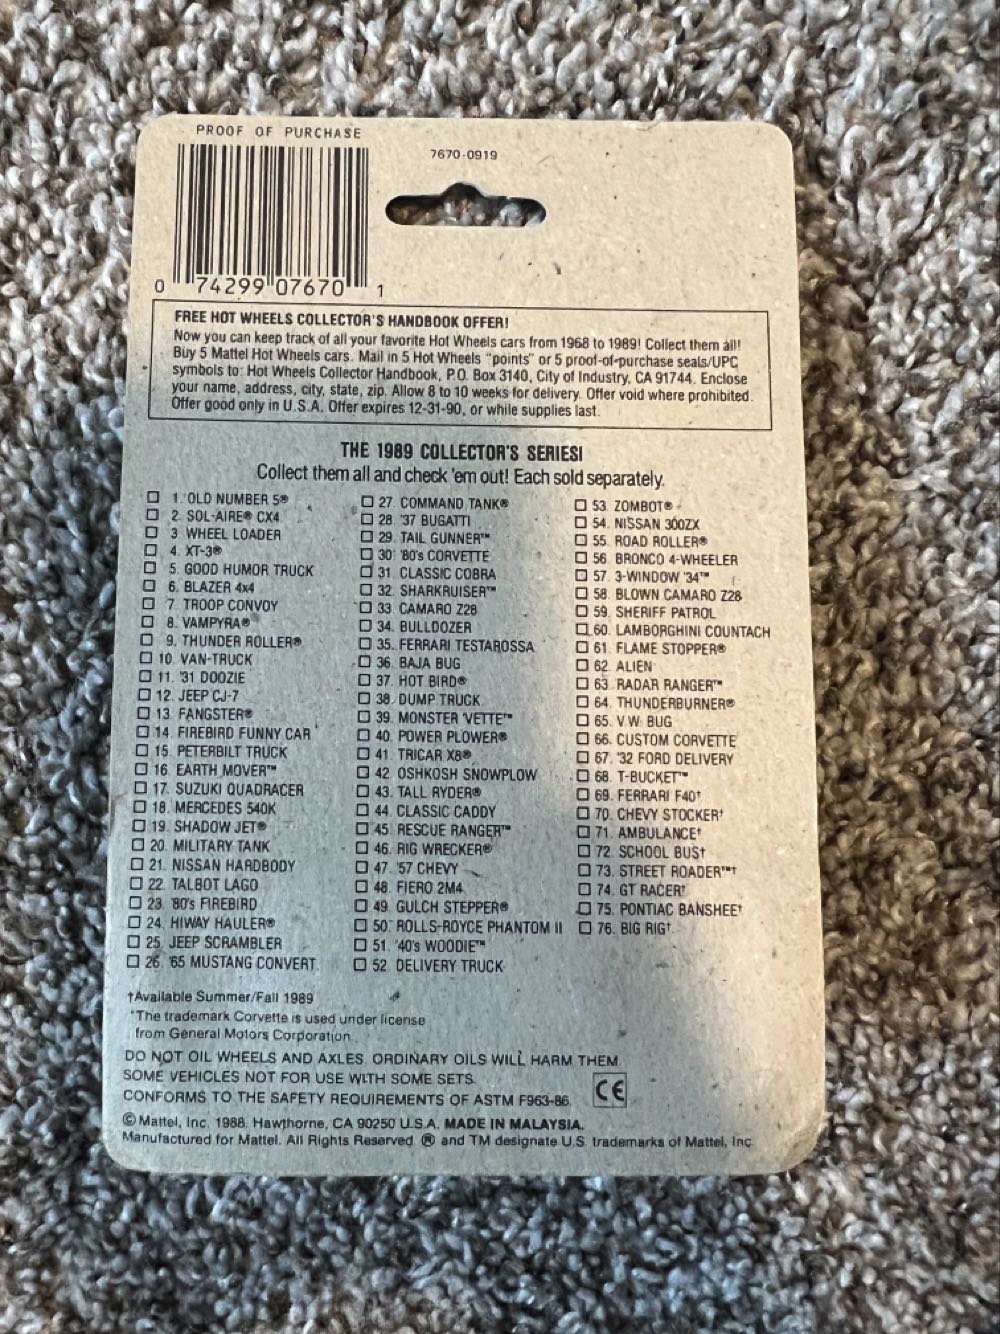 PROOF OF PURCHASE
7670-0919
0 74299 07670 1
FREE HOT WHEELS COLLECTOR'S HANDBOOK OFFER!
Now you can keep track of all your favorite Hot Wheels cars from 1968 to 1989! Collect them all!
Buy 5 Mattel Hot Wheels cars. Mail in 5 Hot Wheels "points" or 5 proof-of-purchase seals/UPC
symbols to: Hot Wheels Collector Handbook, P.O. Box 3140, City of Industry, CA 91744. Enclose
your name, address, city, state, zip. Allow 8 to 10 weeks for delivery. Offer void where prohibited.
Offer good only in U.S.A. Offer expires 12-31-90, or while supplies last.
THE 1989 COLLECTOR'S SERIES!
Collect them all and check 'em out! Each sold separately.
1. OLD NUMBER 5®
2. SOL-AIRE® CX4
3. WHEEL LOADER
4. XT-3®
5. GOOD HUMOR TRUCK
6. BLAZER 4x4
7. TROOP CONVOY
8. VAMPYRA®
9. THUNDER ROLLER®
10. VAN-TRUCK
11. '31 DOOZIE
12. JEEP CJ-7
13. FANGSTER®
14. FIREBIRD FUNNY CAR
15. PETERBILT TRUCK
16. EARTH MOVER™
17. SUZUKI QUADRACER
18. MERCEDES 540K
19. SHADOW JET®
20. MILITARY TANK
21. NISSAN HARDBODY
22. TALBOT LAGO
23. '80's FIREBIRD
24. HIWAY HAULER®
25. JEEP SCRAMBLER
26. '65 MUSTANG CONVERT.
27. COMMAND TANK®
28. '37 BUGATTI
29. TAIL GUNNER™
30. '80's CORVETTE
31. CLASSIC COBRA
32. SHARKRUISER™
33. CAMARO Z28
34. BULLDOZER
35. FERRARI TESTAROSSA
36. BAJA BUG
37. HOT BIRD®
38. DUMP TRUCK
39. MONSTER 'VETTE™*
40. POWER PLOWER®
41. TRICAR X8®
42. OSHKOSH SNOWPLOW
43. TALL RYDER®
44. CLASSIC CADDY
45. RESCUE RANGER™
46. RIG WRECKER®
47. '57 CHEVY
48. FIERO 2M4
49. GULCH STEPPER®
50. ROLLS-ROYCE PHANTOM II
51. '40's WOODIE™
52. DELIVERY TRUCK
53. ZOMBOT®
54. NISSAN 300ZX
55. ROAD ROLLER®
56. BRONCO 4-WHEELER
57. 3-WINDOW '34™
58. BLOWN CAMARO Z28
59. SHERIFF PATROL
60. LAMBORGHINI COUNTACH
61. FLAME STOPPER®
62. ALIEN
63. RADAR RANGER™
64. THUNDERBURNER®
65. V.W. BUG
66. CUSTOM CORVETTE
67. '32 FORD DELIVERY
68. T-BUCKET™
69. FERRARI F40†
70. CHEVY STOCKER†
71. AMBULANCE†
72. SCHOOL BUS†
73. STREET ROADER™†
74. GT RACER†
75. PONTIAC BANSHEE†
76. BIG RIG†
†Available Summer/Fall 1989
*The trademark Corvette is used under license
from General Motors Corporation.
DO NOT OIL WHEELS AND AXLES. ORDINARY OILS WILL HARM THEM.
SOME VEHICLES NOT FOR USE WITH SOME SETS.
CONFORMS TO THE SAFETY REQUIREMENTS OF ASTM F963-86.
CE
© Mattel, Inc. 1988. Hawthorne, CA 90250 U.S.A. MADE IN MALAYSIA.
Manufactured for Mattel. All Rights Reserved. ® and TM designate U.S. trademarks of Mattel, Inc.